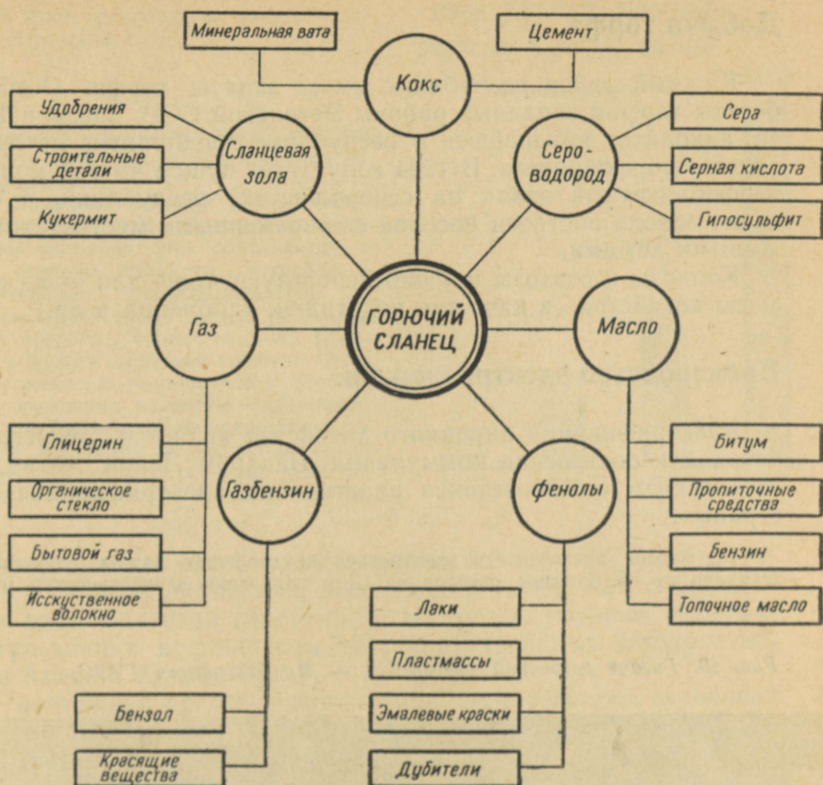 Минеральная вата
Кокс
Цемент
Удобрения
Строительные
детали
Кукермит
Сланцевая
зола
Серо-
водород
Сера
Серная кислота
Гипосульфит
Газ
ГОРЮЧИЙ
СЛАНЕЦ
Масло
Глицерин
Органическое
стекло
Бытовой газ
Исскуственное
волокно
Газбензин
Фенолы
Битум
Пропиточные
средства
Бензин
Топочное масло
Лаки
Пластмассы
Эмалевые краски
Дубители
Бензол
Красящие
вещества